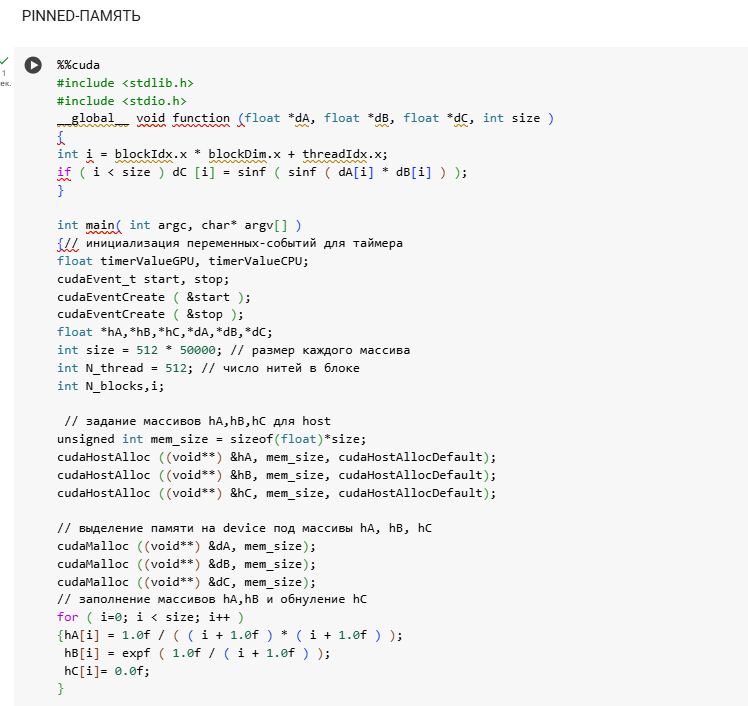 PINNED-ПАМЯТЬ
1
ек.
%%cuda
#include <stdlib.h>
#include <stdio.h>
__global__ void function (float *dA, float *dB, float *dC, int size )
{
int i = blockIdx.x * blockDim.x + threadIdx.x;
if ( i < size ) dC [i] = sinf ( sinf ( dA[i] * dB[i] ) );
}
int main( int argc, char* argv[] )
{// инициализация переменных-событий для таймера
float timerValueGPU, timerValueCPU;
cudaEvent_t start, stop;
cudaEventCreate ( &start );
cudaEventCreate ( &stop );
float *hA,*hB,*hC,*dA,*dB,*dC;
int size = 512 * 50000; // размер каждого массива
int N_thread = 512; // число нитей в блоке
int N_blocks,i;
// задание массивов hA,hB,hC для host
unsigned int mem_size = sizeof(float)*size;
cudaHostAlloc ((void**) &hA, mem_size, cudaHostAllocDefault);
cudaHostAlloc ((void**) &hB, mem_size, cudaHostAllocDefault);
cudaHostAlloc ((void**) &hC, mem_size, cudaHostAllocDefault);
// выделение памяти на device под массивы hA, hB, hC
cudaMalloc ((void**) &dA, mem_size);
cudaMalloc ((void**) &dB, mem_size);
cudaMalloc ((void**) &dC, mem_size);
// заполнение массивов hA,hB и обнуление hC
for ( i=0; i < size; i++ )
{hA[i] = 1.0f / ( ( i + 1.0f ) * ( i + 1.0f ) );
hB[i] = expf ( 1.0f / ( i + 1.0f ) );
hC[i]= 0.0f;
}